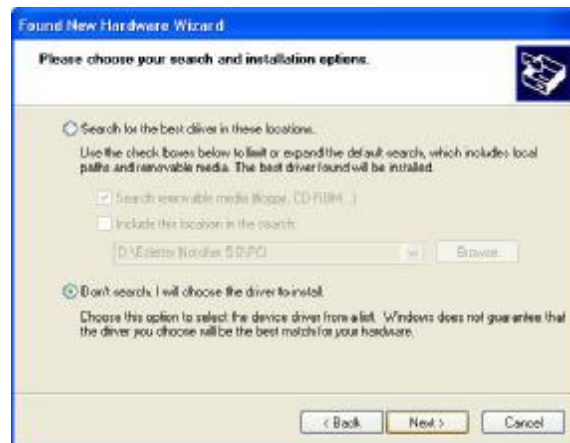 Found New Hardware Wizard
Please choose your search and installation options.
Search for the best driver in these locations.
Use the check boxes below to limit or expand the default search, which includes local
paths and removable media. The best driver found will be installed.
Search removable media (floppy, CD-ROM...)
Include this location in the search:
Browse
Don't search. I will choose the driver to install.
Choose this option to select the device driver from a list. Windows does not guarantee that
the driver you choose will be the best match for your hardware.
< Back
Next >
Cancel